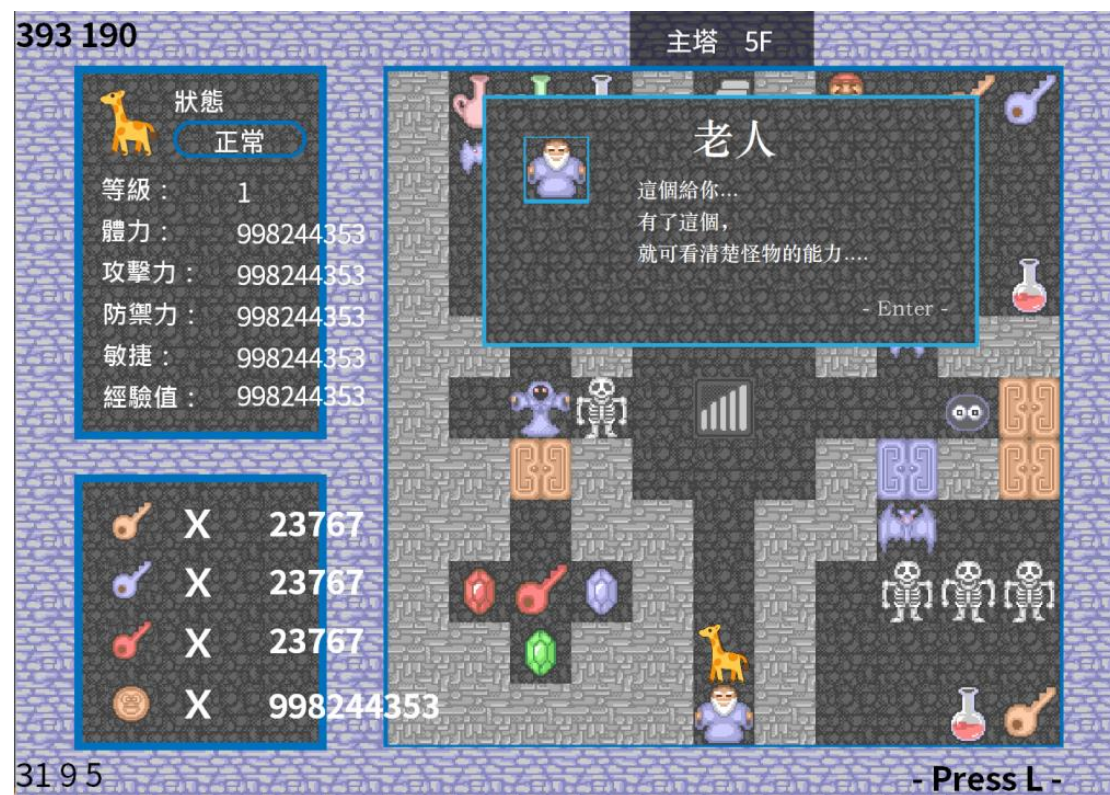 393 190
主塔 5F
狀態
正常
等級： 1
體力： 998244353
攻擊力： 998244353
防禦力： 998244353
敏捷： 998244353
經驗值： 998244353
X 23767
X 23767
X 23767
X 998244353
老人
這個給你...
有了這個，
就可看清楚怪物的能力....
- Enter -
31 9 5
- Press L -